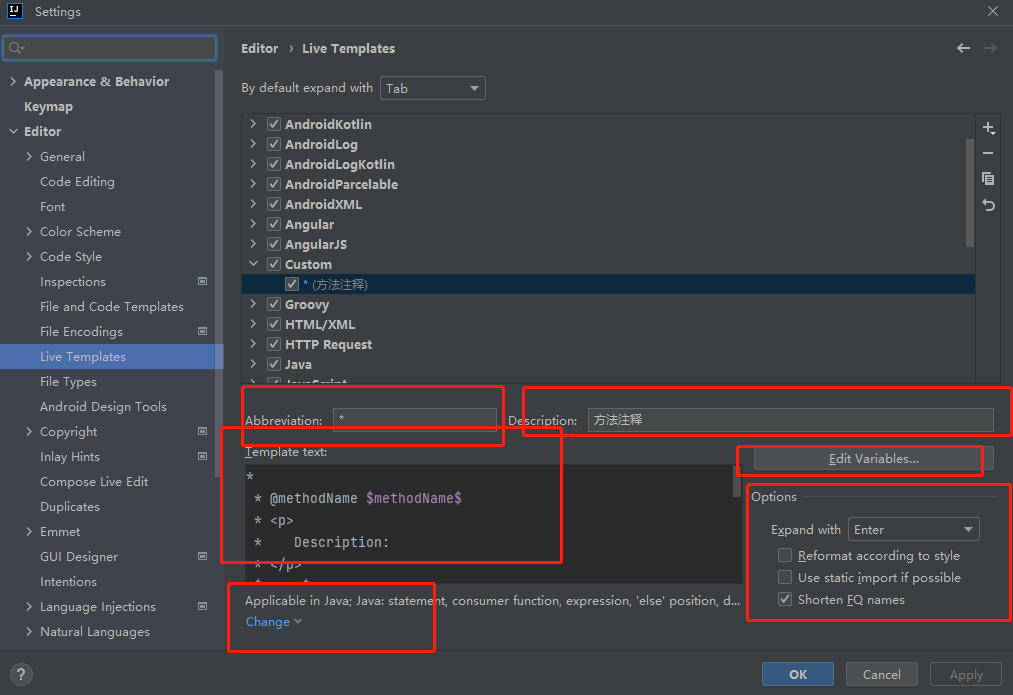 IJ
Settings
Appearance & Behavior
Keymap
Editor
General
Code Editing
Font
Color Scheme
Code Style
Inspections
File and Code Templates
File Encodings
Live Templates
File Types
Android Design Tools
Copyright
Inlay Hints
Compose Live Edit
Duplicates
Emmet
GUI Designer
Intentions
Language Injections
Natural Languages
Editor › Live Templates
By default expand with Tab
AndroidKotlin
AndroidLog
AndroidLogKotlin
AndroidParcelable
AndroidXML
Angular
AngularJS
Custom
* (方法注释)
Groovy
HTML/XML
HTTP Request
Java
JavaScript
Abbreviation: *
Description: 方法注释
Template text:
*
* @methodName $methodName$
* <p>
* Description:
* </p>
Edit Variables...
Options
Expand with Enter
Reformat according to style
Use static import if possible
Shorten FQ names
Applicable in Java; Java: statement, consumer function, expression, 'else' position, d...
Change
?
OK
Cancel
Apply